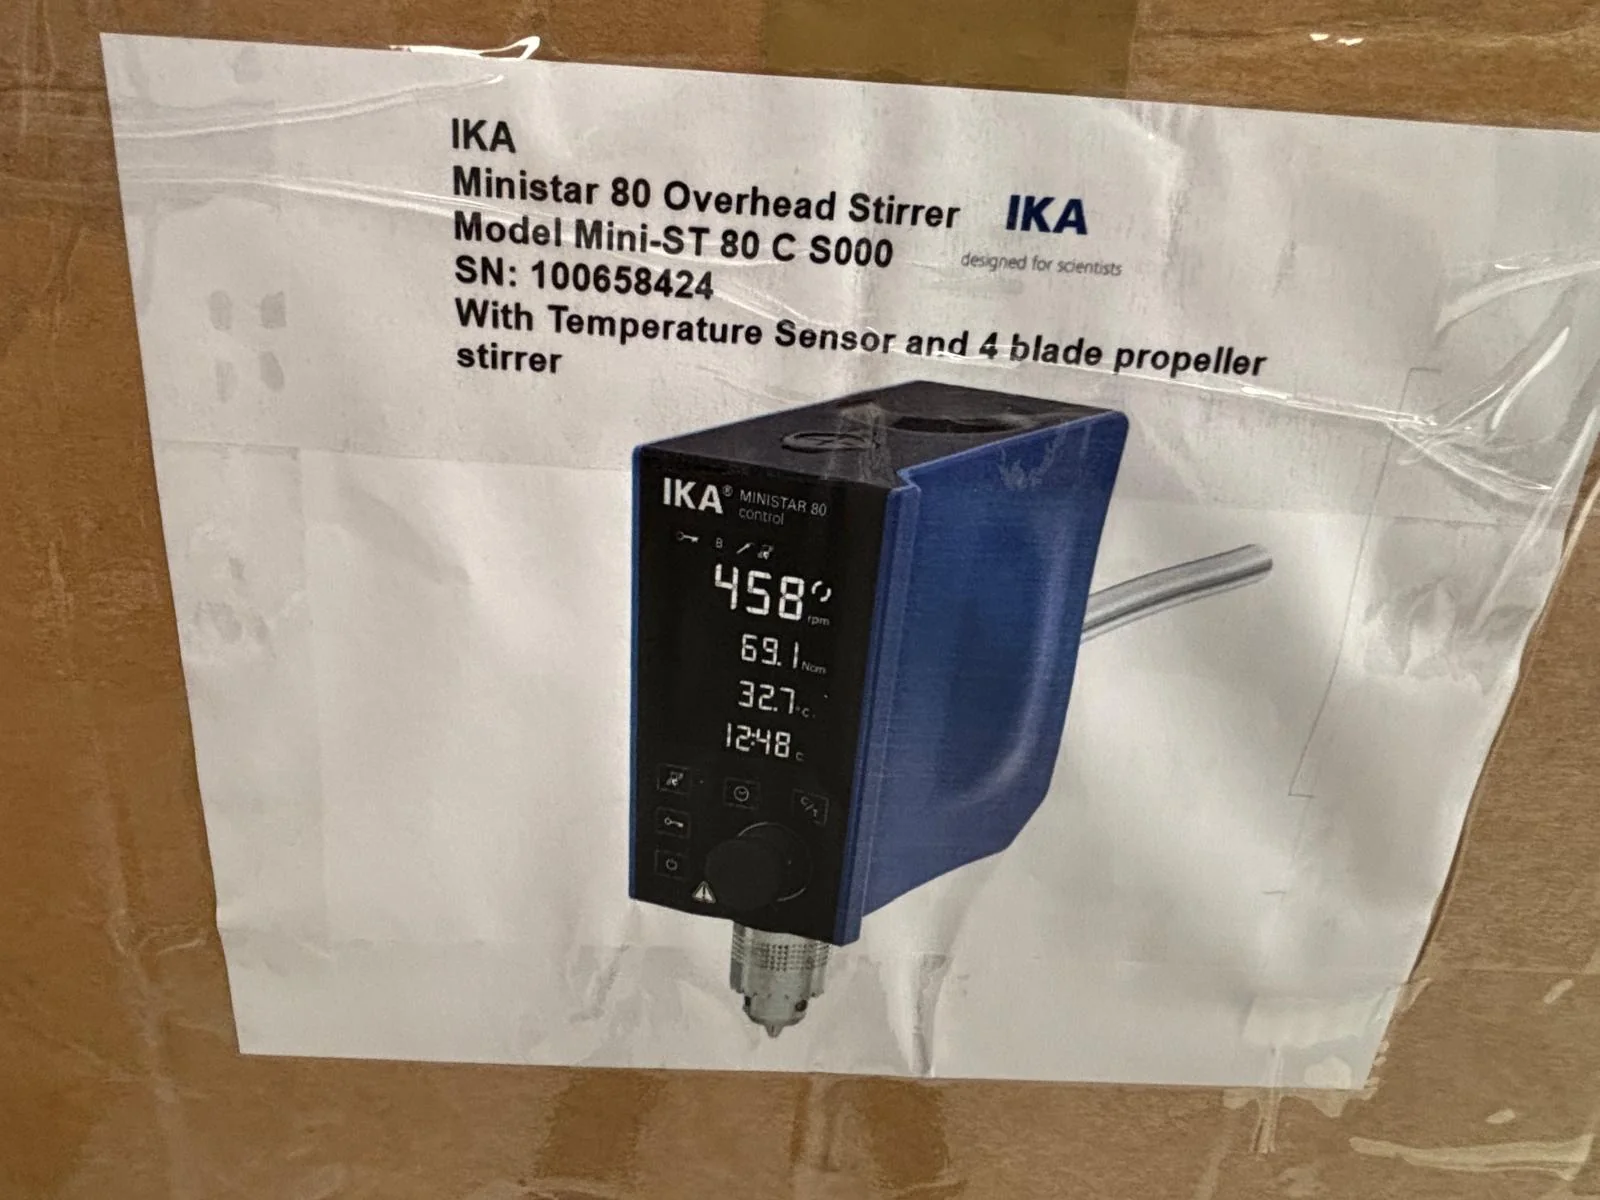 IKA
Ministar 80 Overhead Stirrer
Model Mini-ST 80 C S000
SN: 100658424
With Temperature Sensor and 4 blade propeller
stirrer
IKA
designed for scientists
IKA® MINISTAR 80
control
B
458 rpm
69.1 Ncm
32.7 °C
12:48 C
C/T